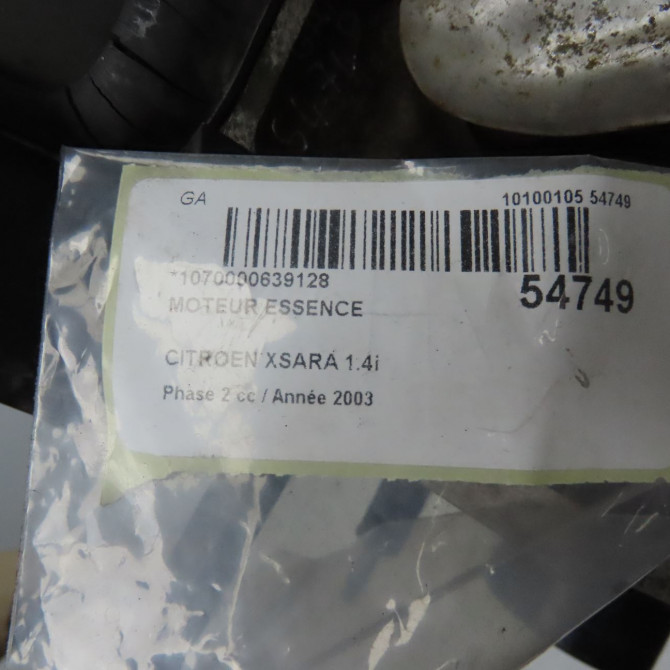 GA
10100105 54749
*1070000639128
54749
MOTEUR ESSENCE
CITROEN XSARA 1.4i
Phase 2 cc / Année 2003